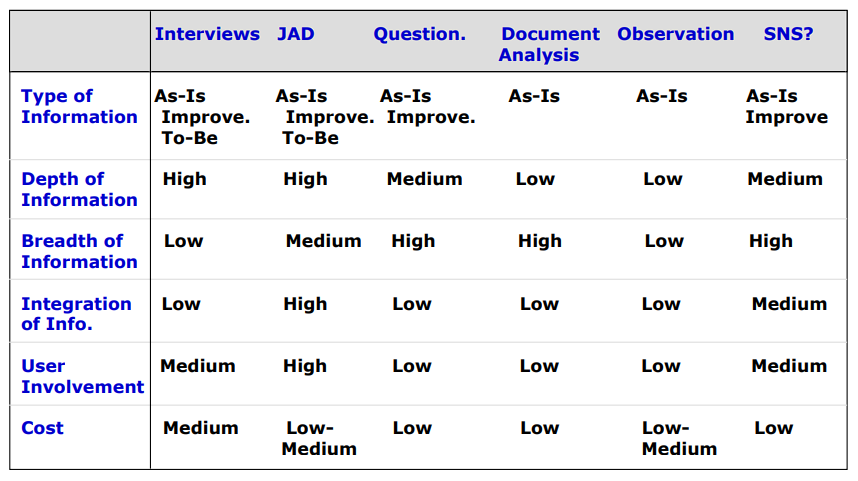 Interviews JAD Question. Document Observation SNS?
Analysis
Type of As-Is As-Is As-Is As-Is As-Is As-Is
Information Improve. Improve. Improve. Improve
To-Be To-Be
Depth of High High Medium Low Low Medium
Information
Breadth of Low Medium High High Low High
Information
Integration Low High Low Low Low Medium
of Info.
User Medium High Low Low Low Medium
Involvement
Cost Medium Low- Low Low Low- Low
Medium Medium